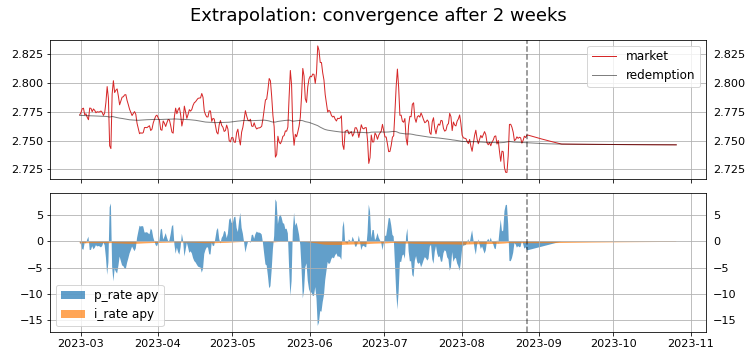 Extrapolation: convergence after 2 weeks
2.825 2.825
2.800 2.800
2.775 2.775
2.750 2.750
2.725 2.725
market
redemption
5 5
0 0
−5 −5
−10 −10
−15 −15
p_rate apy
i_rate apy
2023-03 2023-04 2023-05 2023-06 2023-07 2023-08 2023-09 2023-10 2023-11